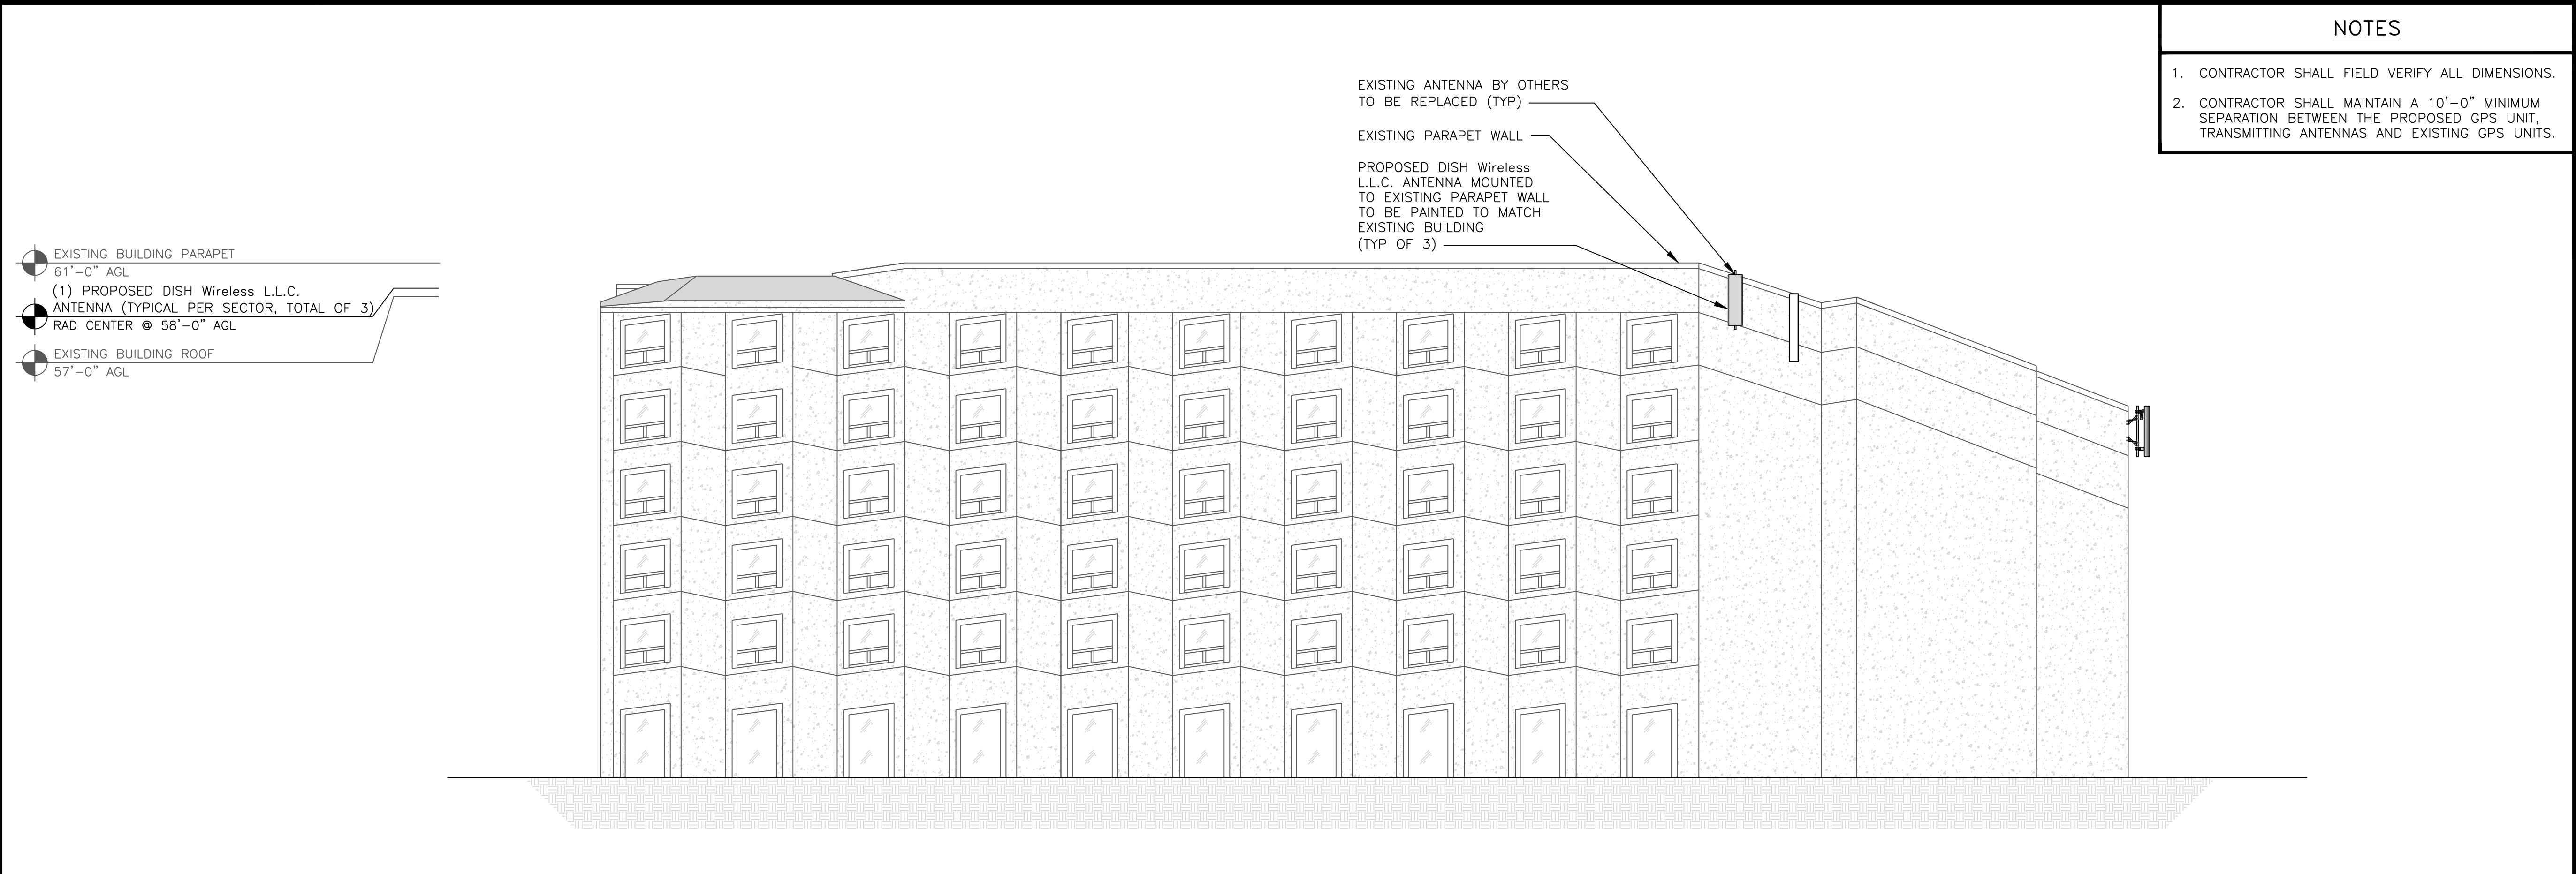 NOTES
1. CONTRACTOR SHALL FIELD VERIFY ALL DIMENSIONS.
2. CONTRACTOR SHALL MAINTAIN A 10'-0" MINIMUM
SEPARATION BETWEEN THE PROPOSED GPS UNIT,
TRANSMITTING ANTENNAS AND EXISTING GPS UNITS.
EXISTING ANTENNA BY OTHERS
TO BE REPLACED (TYP)
EXISTING PARAPET WALL
PROPOSED DISH Wireless
L.L.C. ANTENNA MOUNTED
TO EXISTING PARAPET WALL
TO BE PAINTED TO MATCH
EXISTING BUILDING
(TYP OF 3)
EXISTING BUILDING PARAPET
61'-0" AGL
(1) PROPOSED DISH Wireless L.L.C.
ANTENNA (TYPICAL PER SECTOR, TOTAL OF 3)
RAD CENTER @ 58'-0" AGL
EXISTING BUILDING ROOF
57'-0" AGL